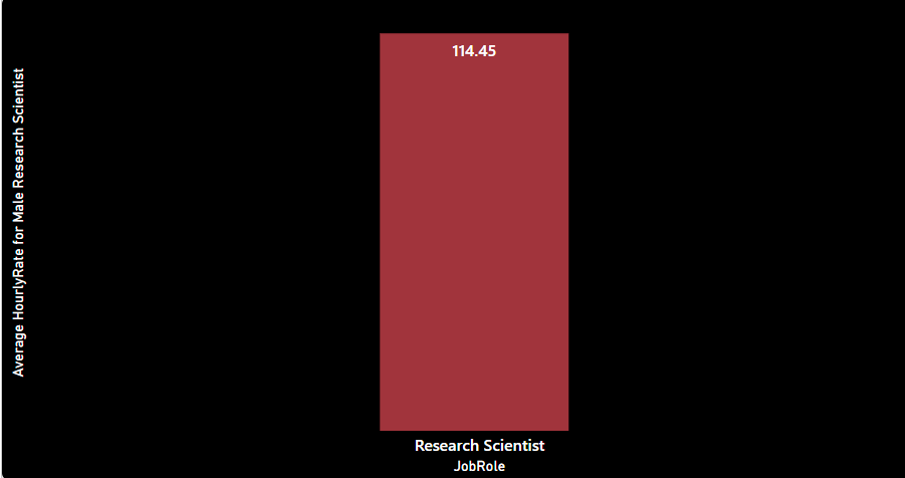 Average HourlyRate for Male Research Scientist
114.45
Research Scientist
JobRole